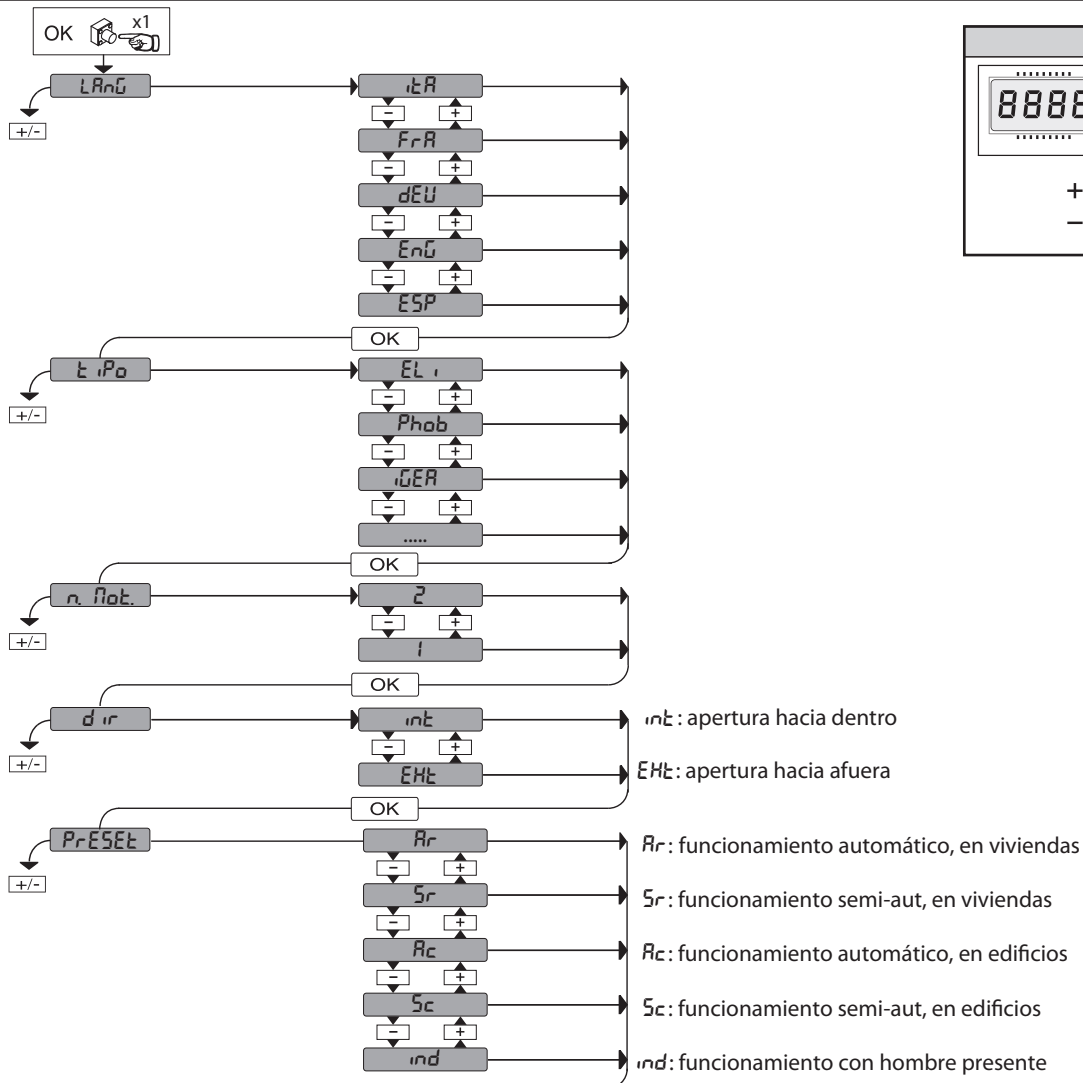 OK x1
LAnG
+/-
itA
- +
FrA
- +
dEU
- +
EnG
- +
ESP
OK
tiPo
+/-
ELi
- +
Phob
- +
iGEA
- +
.....
OK
n. Mot.
+/-
2
- +
1
OK
dir
+/-
int
int: apertura hacia dentro
- +
EHt
EHt: apertura hacia afuera
OK
PrESEt
+/-
Ar
Ar: funcionamiento automático, en viviendas
- +
Sr
Sr: funcionamiento semi-aut, en viviendas
- +
Ac
Ac: funcionamiento automático, en edificios
- +
Sc
Sc: funcionamiento semi-aut, en edificios
- +
ind
ind: funcionamiento con hombre presente
+
–